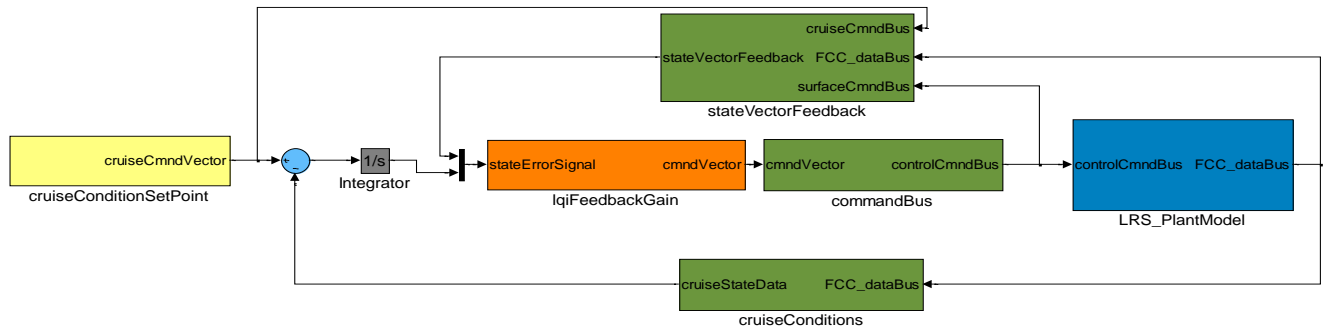 cruiseCmndBus
stateVectorFeedback FCC_dataBus
surfaceCmndBus
stateVectorFeedback
cruiseCmndVector
cruiseConditionSetPoint
1/s
Integrator
stateErrorSignal cmndVector
lqiFeedbackGain
cmndVector controlCmndBus
commandBus
controlCmndBus FCC_dataBus
LRS_PlantModel
cruiseStateData FCC_dataBus
cruiseConditions